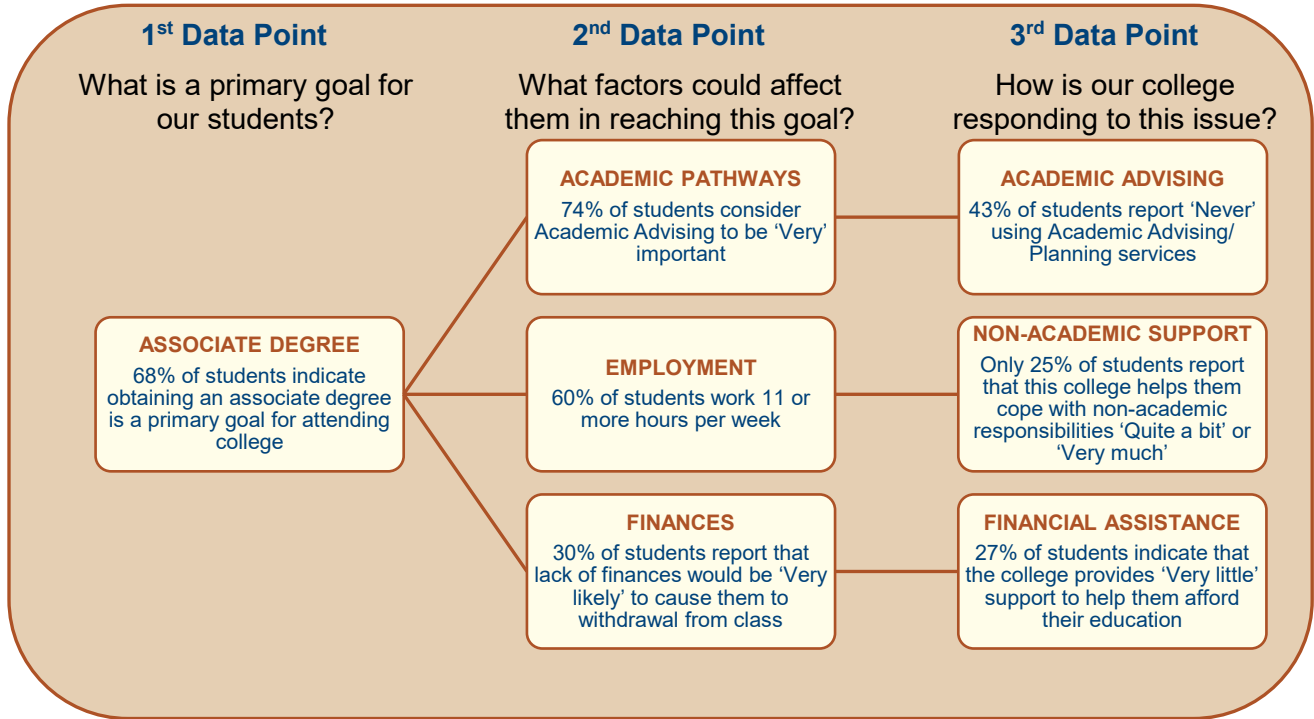 1st Data Point
What is a primary goal for
our students?
2nd Data Point
What factors could affect
them in reaching this goal?
3rd Data Point
How is our college
responding to this issue?
ASSOCIATE DEGREE
68% of students indicate
obtaining an associate degree
is a primary goal for attending
college
ACADEMIC PATHWAYS
74% of students consider
Academic Advising to be ‘Very’
important
ACADEMIC ADVISING
43% of students report ‘Never’
using Academic Advising/
Planning services
EMPLOYMENT
60% of students work 11 or
more hours per week
NON-ACADEMIC SUPPORT
Only 25% of students report
that this college helps them
cope with non-academic
responsibilities ‘Quite a bit’ or
‘Very much’
FINANCES
30% of students report that
lack of finances would be ‘Very
likely’ to cause them to
withdrawal from class
FINANCIAL ASSISTANCE
27% of students indicate that
the college provides ‘Very little’
support to help them afford
their education